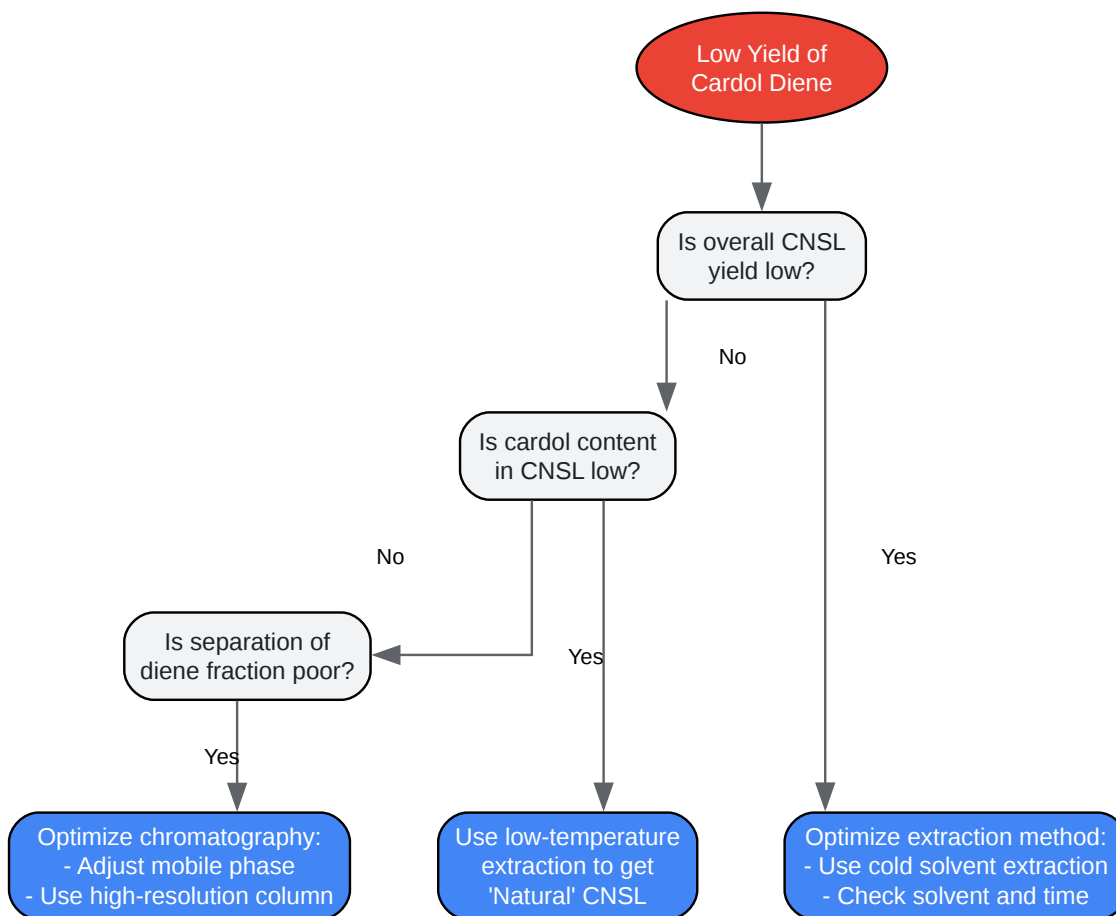 Low Yield of
Cardol Diene
Is overall CNSL
yield low?
No
Is cardol content
in CNSL low?
No
Yes
Is separation of
diene fraction poor?
Yes
Yes
Optimize chromatography:
- Adjust mobile phase
- Use high-resolution column
Use low-temperature
extraction to get
'Natural' CNSL
Optimize extraction method:
- Use cold solvent extraction
- Check solvent and time